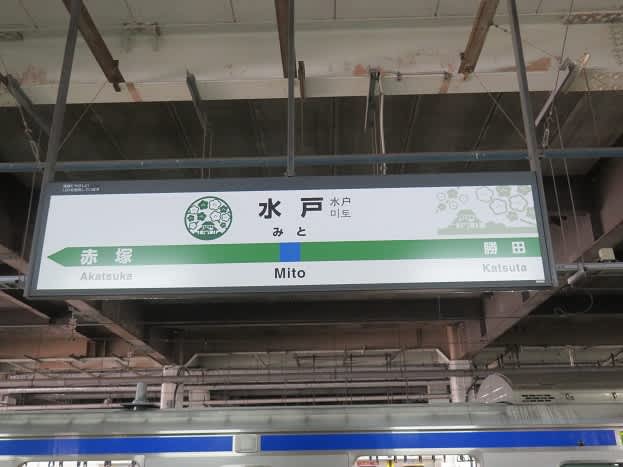 水戸
水户
미토
みと
赤塚
勝田
Akatsuka
Mito
Katsuta